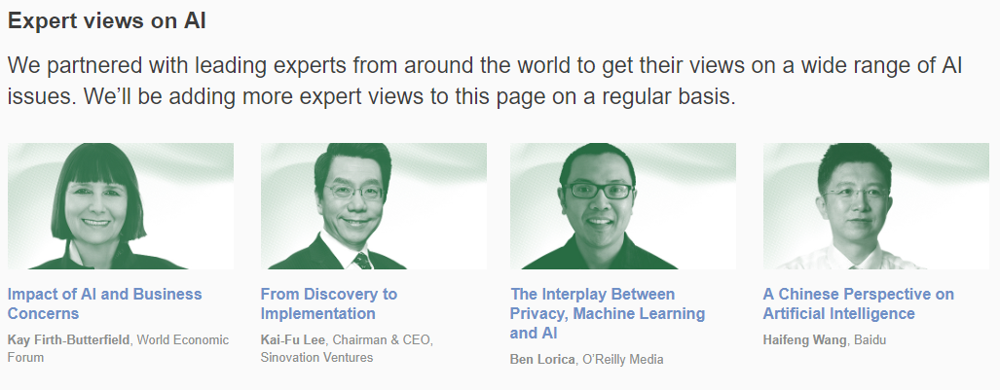 Expert views on AI
We partnered with leading experts from around the world to get their views on a wide range of AI
issues. We’ll be adding more expert views to this page on a regular basis.
Impact of AI and Business
Concerns
Kay Firth-Butterfield, World Economic
Forum
From Discovery to
Implementation
Kai-Fu Lee, Chairman & CEO,
Sinovation Ventures
The Interplay Between
Privacy, Machine Learning
and AI
Ben Lorica, O’Reilly Media
A Chinese Perspective on
Artificial Intelligence
Haifeng Wang, Baidu